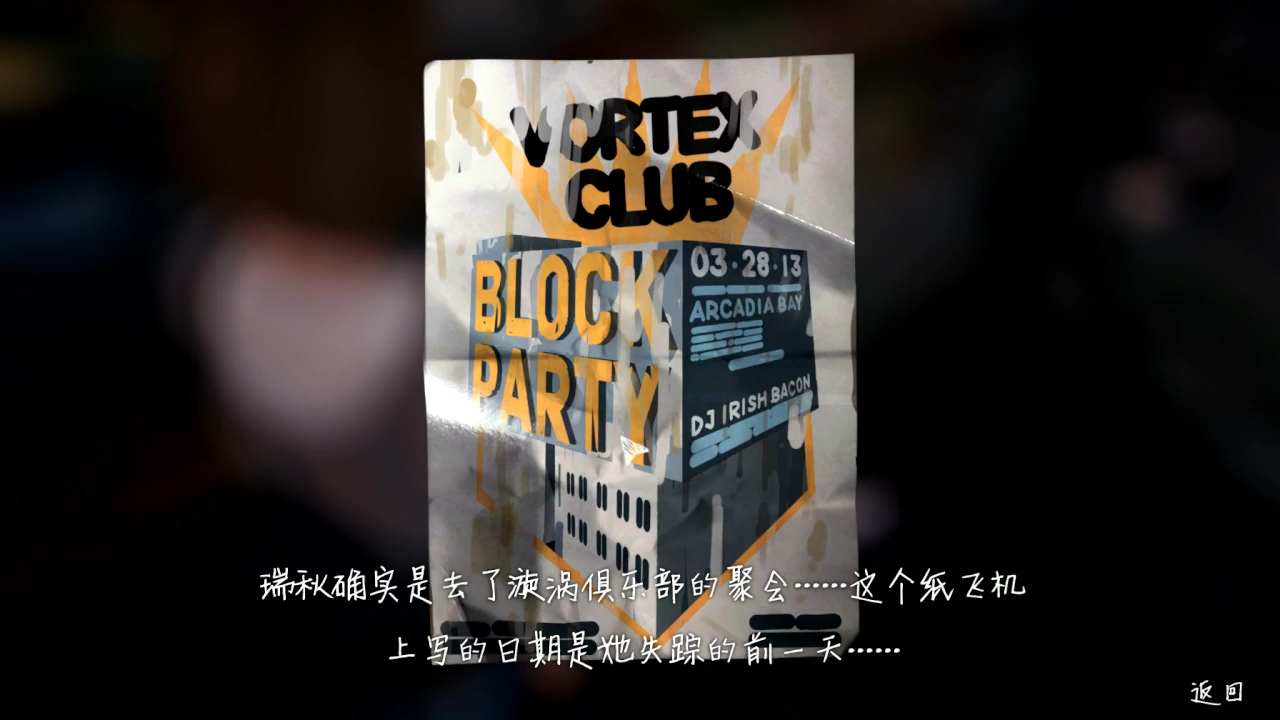 VORTEX
CLUB
BLOCK
PARTY
03·28·13
ARCADIA BAY
DJ IRISH BACON
瑞秋确实是去了漩涡俱乐部的聚会……这个纸飞机
上写的日期是她失踪的前一天……
返回